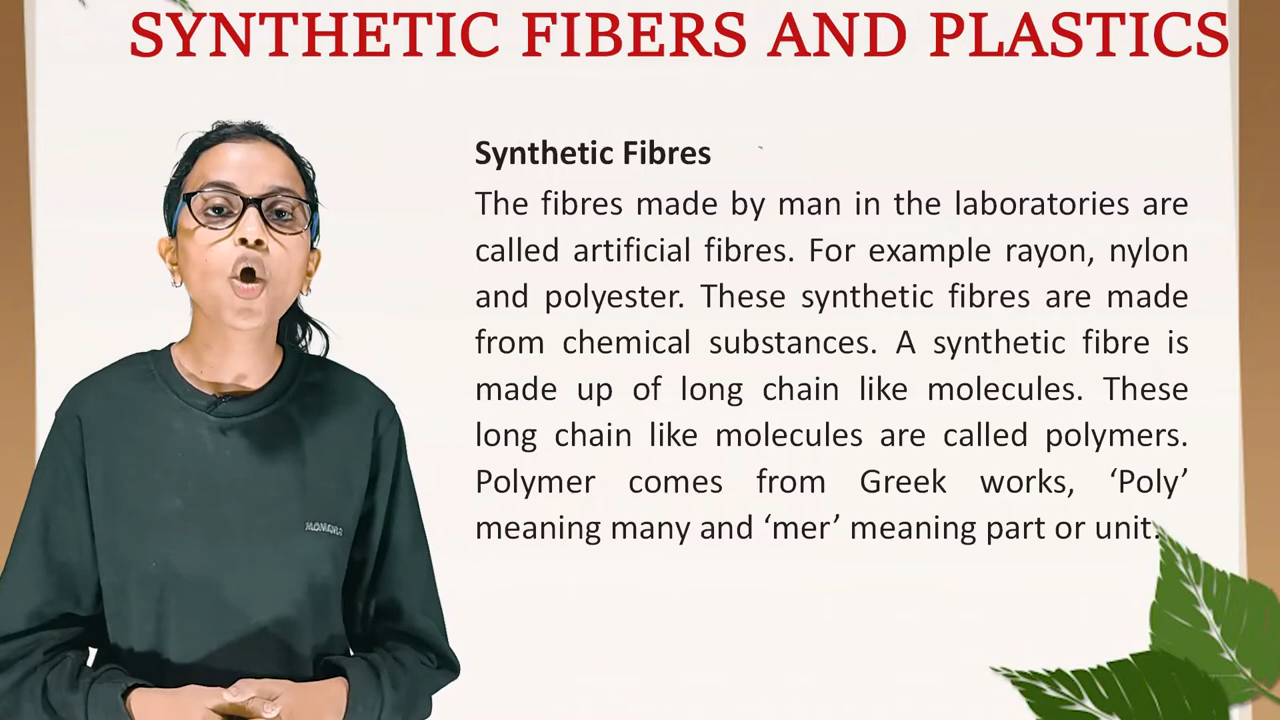 SYNTHETIC FIBERS AND PLASTICS
Synthetic Fibres
The fibres made by man in the laboratories are
called artificial fibres. For example rayon, nylon
and polyester. These synthetic fibres are made
from chemical substances. A synthetic fibre is
made up of long chain like molecules. These
long chain like molecules are called polymers.
Polymer comes from Greek works, ‘Poly’
meaning many and ‘mer’ meaning part or unit.